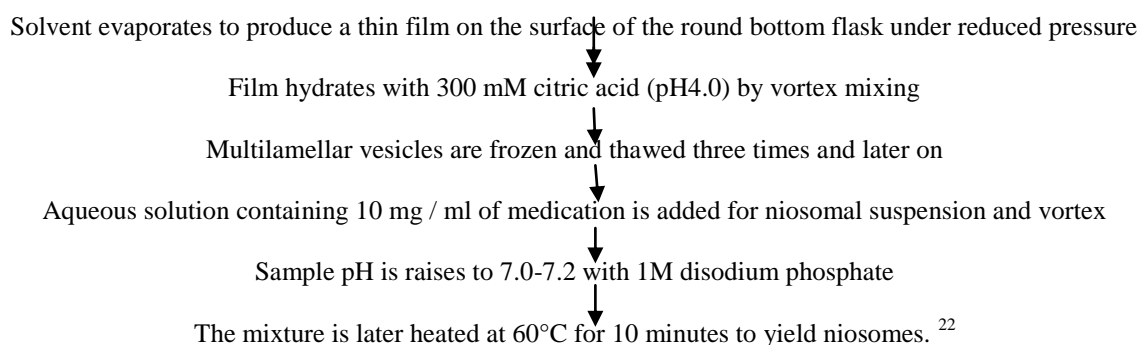 Solvent evaporates to produce a thin film on the surface of the round bottom flask under reduced pressure
Film hydrates with 300 mM citric acid (pH4.0) by vortex mixing
Multilamellar vesicles are frozen and thawed three times and later on
Aqueous solution containing 10 mg / ml of medication is added for niosomal suspension and vortex
Sample pH is raises to 7.0-7.2 with 1M disodium phosphate
The mixture is later heated at 60°C for 10 minutes to yield niosomes. 22